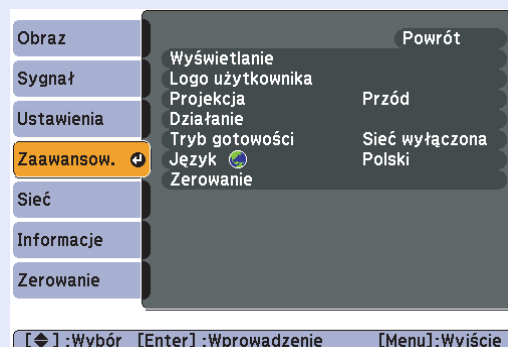 Obraz
Sygnał
Ustawienia
Zaawansow.
Sieć
Informacje
Zerowanie
Powrót
Wyświetlanie
Logo użytkownika
Projekcja Przód
Działanie
Tryb gotowości Sieć wyłączona
Język Polski
Zerowanie
[◆] :Wybór [Enter] :Wprowadzenie [Menu]:Wyjście